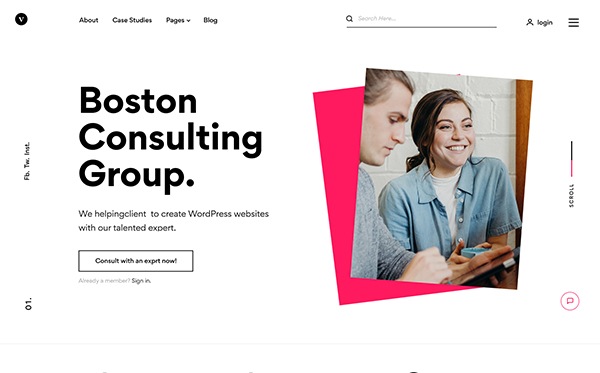 V
About Case Studies Pages Blog
Search Here...
login
Boston
Consulting
Group.
We helpingclient to create WordPress websites
with our talented expert.
Consult with an exprt now!
Already a member? Sign in.
Fb. Tw. Inst.
01.
SCROLL